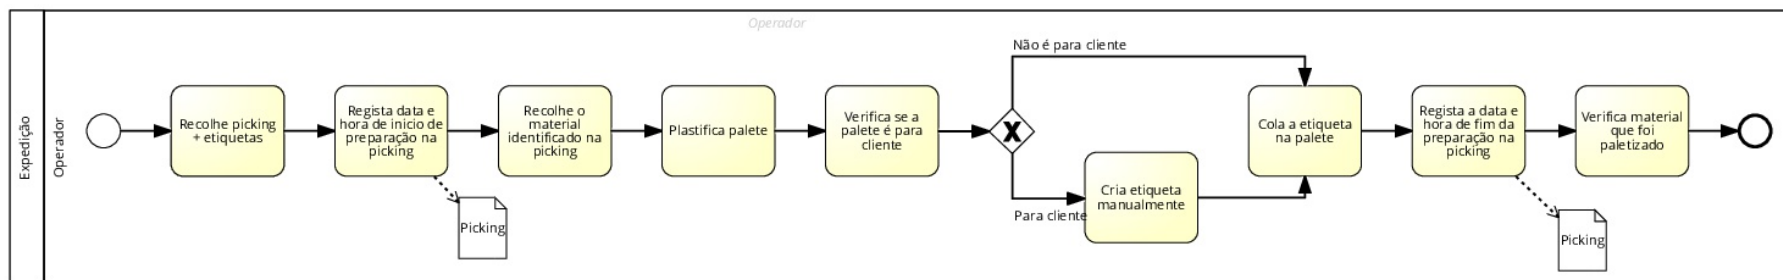 Operador
Expedição
Operador
Recolhe picking
+ etiquetas
Regista data e
hora de inicio de
preparação na
picking
Picking
Recolhe o
material
identificado na
picking
Plastifica palete
Verifica se a
palete é para
cliente
Não é para cliente
Para cliente
Cria etiqueta
manualmente
Cola a etiqueta
na palete
Regista a data e
hora de fim da
preparação na
picking
Picking
Verifica material
que foi
paletizado